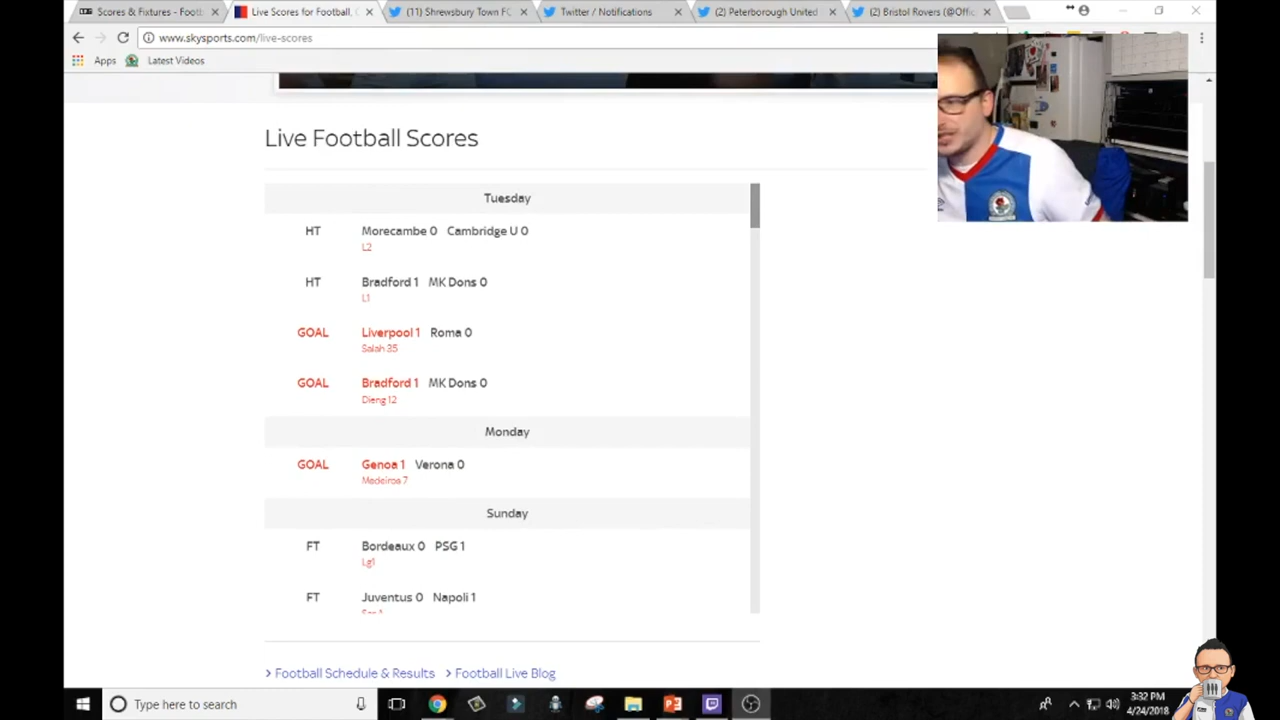 Scores & Fixtures - Footb
Live Scores for Football, C
(11) Shrewsbury Town FC
Twitter / Notifications
(2) Peterborough United
(2) Bristol Rovers (@Offic
www.skysports.com/live-scores
Apps
Latest Videos
Live Football Scores
Tuesday
HT Morecambe 0 Cambridge U 0
L2
HT Bradford 1 MK Dons 0
L1
GOAL Liverpool 1 Roma 0
Salah 35
GOAL Bradford 1 MK Dons 0
Dieng 12
Monday
GOAL Genoa 1 Verona 0
Medeiros 7
Sunday
FT Bordeaux 0 PSG 1
Lg1
FT Juventus 0 Napoli 1
> Football Schedule & Results > Football Live Blog
Type here to search
3:32 PM
4/24/2018